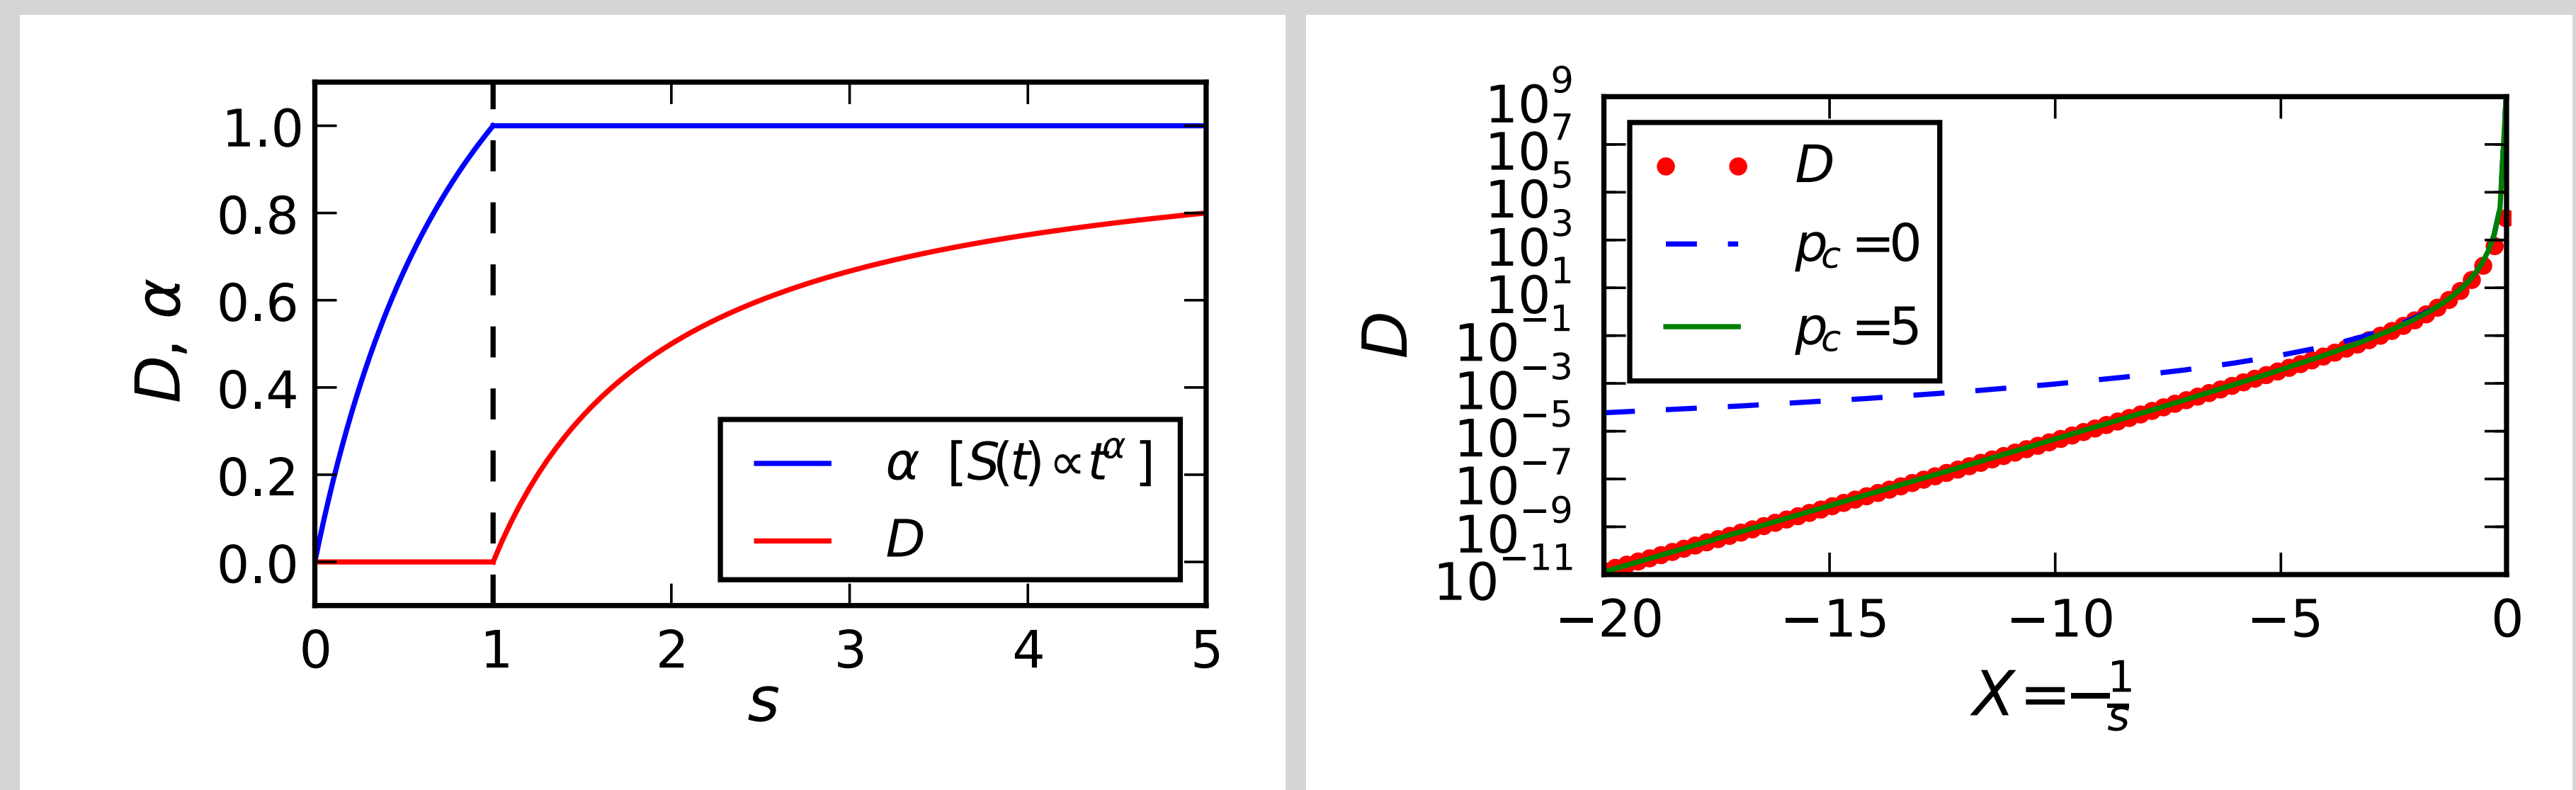 1.0
0.8
0.6
0.4
0.2
0.0
D, α
α [S(t) ∝ t^α]
D
0 1 2 3 4 5
s
10^9
10^7
10^5
10^3
10^1
10^−1
10^−3
10^−5
10^−7
10^−9
10^−11
D
D
p_c=0
p_c=5
−20 −15 −10 −5 0
X=−1/s